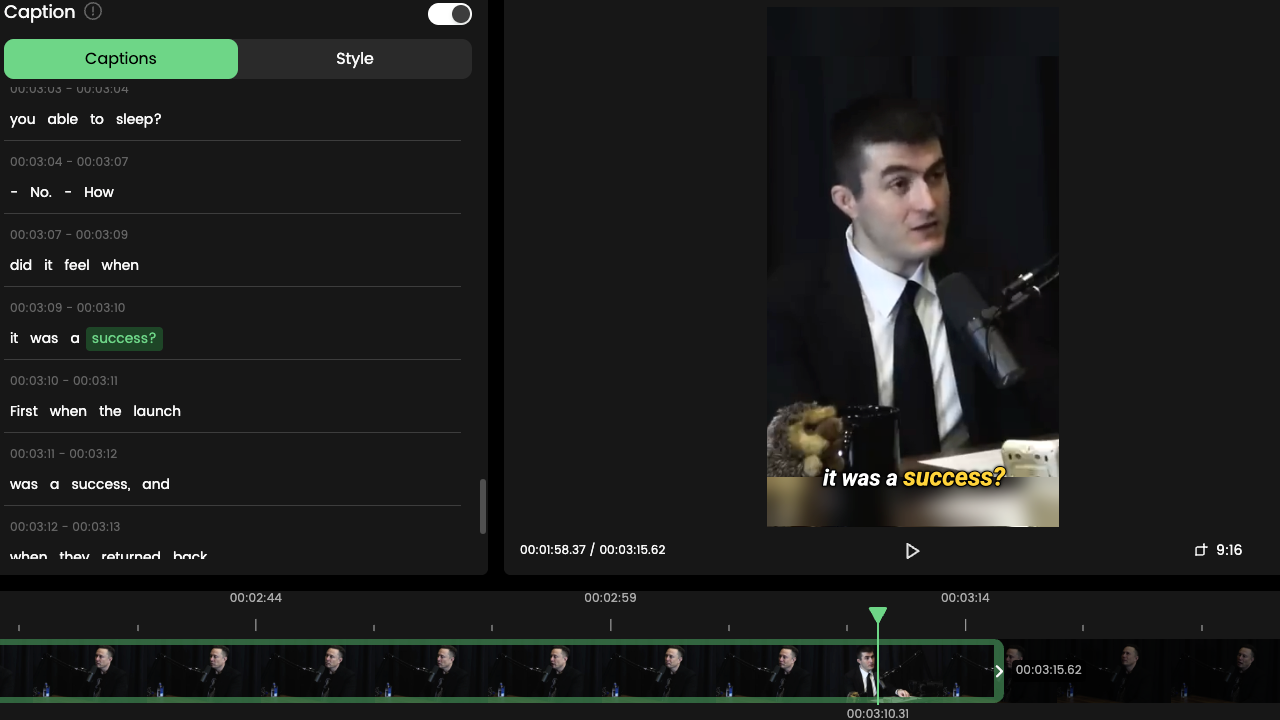 Caption
Captions Style
00:03:03 - 00:03:04
you able to sleep?
00:03:04 - 00:03:07
- No. - How
00:03:07 - 00:03:09
did it feel when
00:03:09 - 00:03:10
it was a success?
00:03:10 - 00:03:11
First when the launch
00:03:11 - 00:03:12
was a success, and
00:03:12 - 00:03:13
when they returned back
it was a success?
00:01:58.37 / 00:03:15.62
9:16
00:02:44 00:02:59 00:03:14
00:03:15.62
00:03:10.31